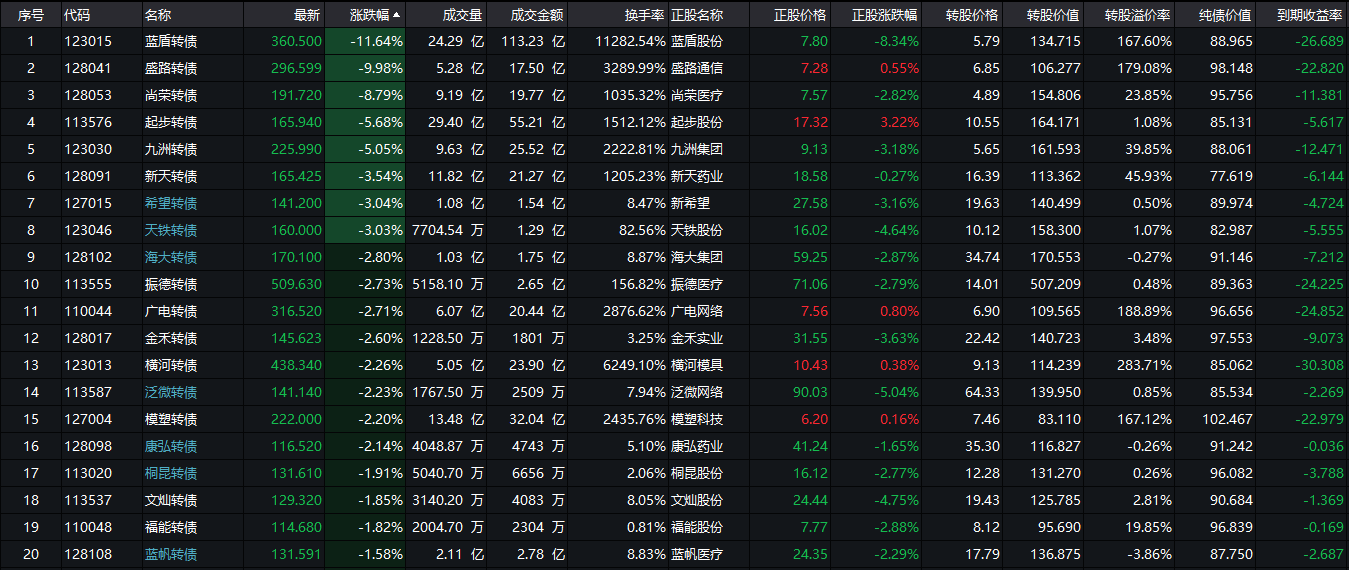 序号 代码 名称 最新 涨跌幅 成交量 成交金额 换手率 正股名称 正股价格 正股涨跌幅 转股价格 转股价值 转股溢价率 纯债价值 到期收益率
1 123015 蓝盾转债 360.500 -11.64% 24.29 亿 113.23 亿 11282.54% 蓝盾股份 7.80 -8.34% 5.79 134.715 167.60% 88.965 -26.689
2 128041 盛路转债 296.599 -9.98% 5.28 亿 17.50 亿 3289.99% 盛路通信 7.28 0.55% 6.85 106.277 179.08% 98.148 -22.820
3 128053 尚荣转债 191.720 -8.79% 9.19 亿 19.77 亿 1035.32% 尚荣医疗 7.57 -2.82% 4.89 154.806 23.85% 95.756 -11.381
4 113576 起步转债 165.940 -5.68% 29.40 亿 55.21 亿 1512.12% 起步股份 17.32 3.22% 10.55 164.171 1.08% 85.131 -5.617
5 123030 九洲转债 225.990 -5.05% 9.63 亿 25.52 亿 2222.81% 九洲集团 9.13 -3.18% 5.65 161.593 39.85% 88.061 -12.471
6 128091 新天转债 165.425 -3.54% 11.82 亿 21.27 亿 1205.23% 新天药业 18.58 -0.27% 16.39 113.362 45.93% 77.619 -6.144
7 127015 希望转债 141.200 -3.04% 1.08 亿 1.54 亿 8.47% 新希望 27.58 -3.16% 19.63 140.499 0.50% 89.974 -4.724
8 123046 天铁转债 160.000 -3.03% 7704.54 万 1.29 亿 82.56% 天铁股份 16.02 -4.64% 10.12 158.300 1.07% 82.987 -5.555
9 128102 海大转债 170.100 -2.80% 1.03 亿 1.75 亿 8.87% 海大集团 59.25 -2.87% 34.74 170.553 -0.27% 91.146 -7.212
10 113555 振德转债 509.630 -2.73% 5158.10 万 2.65 亿 156.82% 振德医疗 71.06 -2.79% 14.01 507.209 0.48% 89.363 -24.225
11 110044 广电转债 316.520 -2.71% 6.07 亿 20.44 亿 2876.62% 广电网络 7.56 0.80% 6.90 109.565 188.89% 96.656 -24.852
12 128017 金禾转债 145.623 -2.60% 1228.50 万 1801 万 3.25% 金禾实业 31.55 -3.63% 22.42 140.723 3.48% 97.553 -9.073
13 123013 横河转债 438.340 -2.26% 5.05 亿 23.90 亿 6249.10% 横河模具 10.43 0.38% 9.13 114.239 283.71% 85.062 -30.308
14 113587 泛微转债 141.140 -2.23% 1767.50 万 2509 万 7.94% 泛微网络 90.03 -5.04% 64.33 139.950 0.85% 85.534 -2.269
15 127004 模塑转债 222.000 -2.20% 13.48 亿 32.04 亿 2435.76% 模塑科技 6.20 0.16% 7.46 83.110 167.12% 102.467 -22.979
16 128098 康弘转债 116.520 -2.14% 4048.87 万 4743 万 5.10% 康弘药业 41.24 -1.65% 35.30 116.827 -0.26% 91.242 -0.036
17 113020 桐昆转债 131.610 -1.91% 5040.70 万 6656 万 2.06% 桐昆股份 16.12 -2.77% 12.28 131.270 0.26% 96.082 -3.788
18 113537 文灿转债 129.320 -1.85% 3140.20 万 4083 万 8.05% 文灿股份 24.44 -4.75% 19.43 125.785 2.81% 90.684 -1.369
19 110048 福能转债 114.680 -1.82% 2004.70 万 2304 万 0.81% 福能股份 7.77 -2.88% 8.12 95.690 19.85% 96.839 -0.169
20 128108 蓝帆转债 131.591 -1.58% 2.11 亿 2.78 亿 8.83% 蓝帆医疗 24.35 -2.29% 17.79 136.875 -3.86% 87.750 -2.687